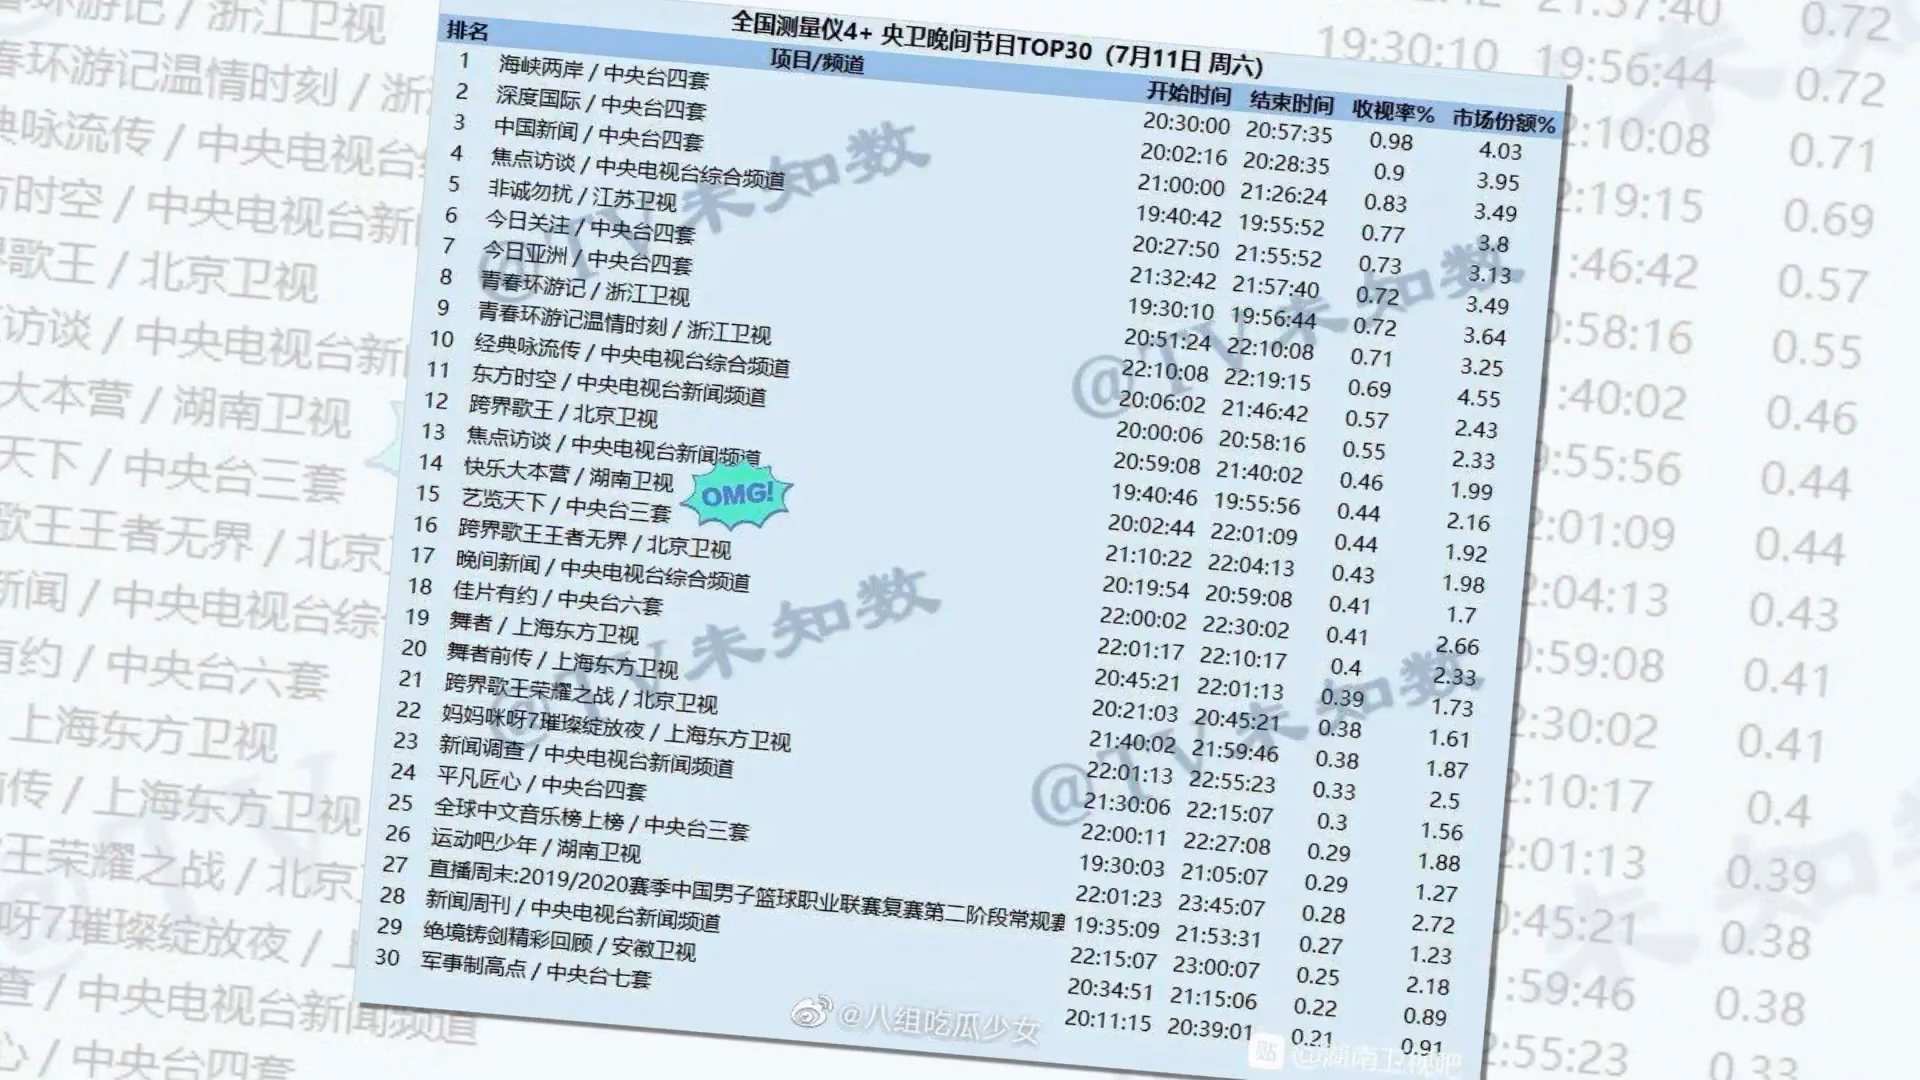 全国测量仪4+ 央卫晚间节目TOP30（7月11日 周六）
排名 项目/频道 开始时间 结束时间 收视率% 市场份额%
1 海峡两岸 / 中央台四套 20:30:00 20:57:35 0.98 4.03
2 深度国际 / 中央台四套 20:02:16 20:28:35 0.9 3.95
3 中国新闻 / 中央台四套 21:00:00 21:26:24 0.83 3.49
4 焦点访谈 / 中央电视台综合频道 19:40:42 19:55:52 0.77 3.8
5 非诚勿扰 / 江苏卫视 20:27:50 21:55:52 0.73 3.13
6 今日关注 / 中央台四套 21:32:42 21:57:40 0.72 3.49
7 今日亚洲 / 中央台四套 19:30:10 19:56:44 0.72 3.64
8 青春环游记 / 浙江卫视 20:51:24 22:10:08 0.71 3.25
9 青春环游记温情时刻 / 浙江卫视 22:10:08 22:19:15 0.69 4.55
10 经典咏流传 / 中央电视台综合频道 20:06:02 21:46:42 0.57 2.43
11 东方时空 / 中央电视台新闻频道 20:00:06 20:58:16 0.55 2.33
12 跨界歌王 / 北京卫视 20:59:08 21:40:02 0.46 1.99
13 焦点访谈 / 中央电视台新闻频道 19:40:46 19:55:56 0.44 2.16
14 快乐大本营 / 湖南卫视 20:02:44 22:01:09 0.44 1.92
OMG!
15 艺览天下 / 中央台三套 21:10:22 22:04:13 0.43 1.98
16 跨界歌王王者无界 / 北京卫视 20:19:54 20:59:08 0.41 1.7
17 晚间新闻 / 中央电视台综合频道 22:00:02 22:30:02 0.41 2.66
18 佳片有约 / 中央台六套 22:01:17 22:10:17 0.4 2.33
19 舞者 / 上海东方卫视 20:45:21 22:01:13 0.39 1.73
20 舞者前传 / 上海东方卫视 20:21:03 20:45:21 0.38 1.61
21 跨界歌王荣耀之战 / 北京卫视 21:40:02 21:59:46 0.38 1.87
22 妈妈咪呀7璀璨绽放夜 / 上海东方卫视 22:01:13 22:55:23 0.33 2.5
23 新闻调查 / 中央电视台新闻频道 21:30:06 22:15:07 0.3 1.56
24 平凡匠心 / 中央台四套 22:00:11 22:27:08 0.29 1.88
25 全球中文音乐榜上榜 / 中央台三套 19:30:03 21:05:07 0.29 1.27
26 运动吧少年 / 湖南卫视 22:01:23 23:45:07 0.28 2.72
27 直播周末:2019/2020赛季中国男子篮球职业联赛复赛第二阶段常规赛 19:35:09 21:53:31 0.27 1.23
28 新闻周刊 / 中央电视台新闻频道 22:15:07 23:00:07 0.25 2.18
29 绝境铸剑精彩回顾 / 安徽卫视 20:34:51 21:15:06 0.22 0.89
30 军事制高点 / 中央台七套 20:11:15 20:39:01 0.21 0.91
@TV未知数
@TV未知数
@TV未知数
@TV未知数
@八组吃瓜少女
贴 @湖南卫视吧